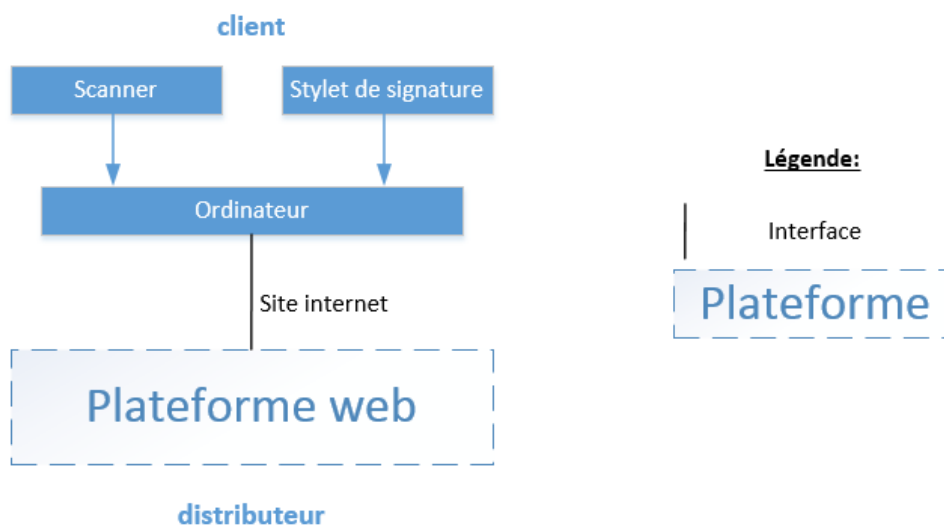 client
Scanner
Stylet de signature
Ordinateur
Site internet
Plateforme web
distributeur
Légende:
Interface
Plateforme